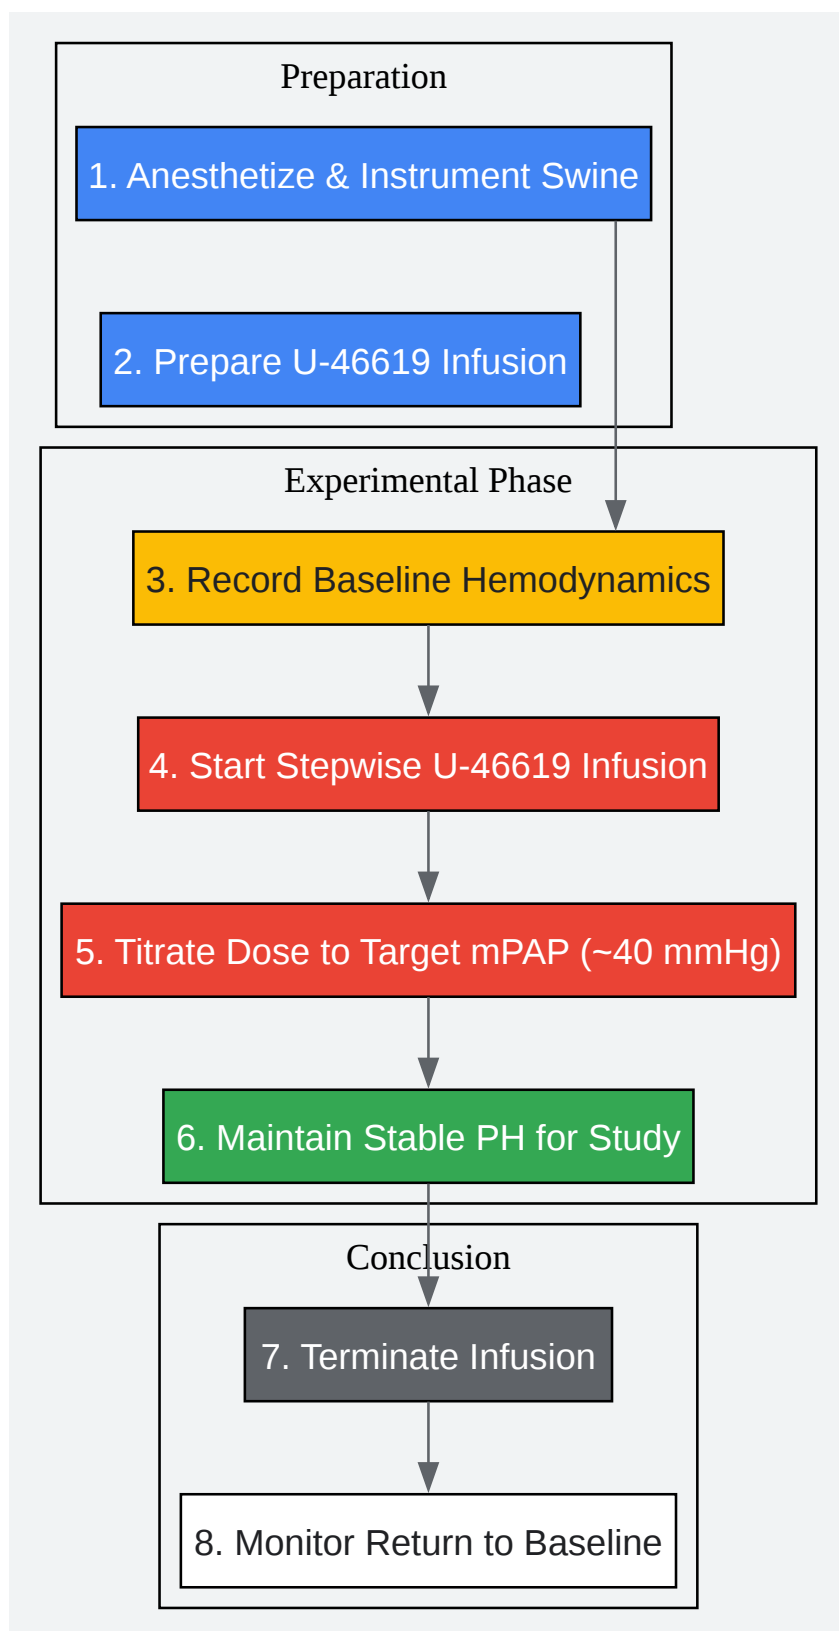 Preparation
1. Anesthetize & Instrument Swine
2. Prepare U-46619 Infusion
Experimental Phase
3. Record Baseline Hemodynamics
4. Start Stepwise U-46619 Infusion
5. Titrate Dose to Target mPAP (~40 mmHg)
6. Maintain Stable PH for Study
Conclusion
7. Terminate Infusion
8. Monitor Return to Baseline